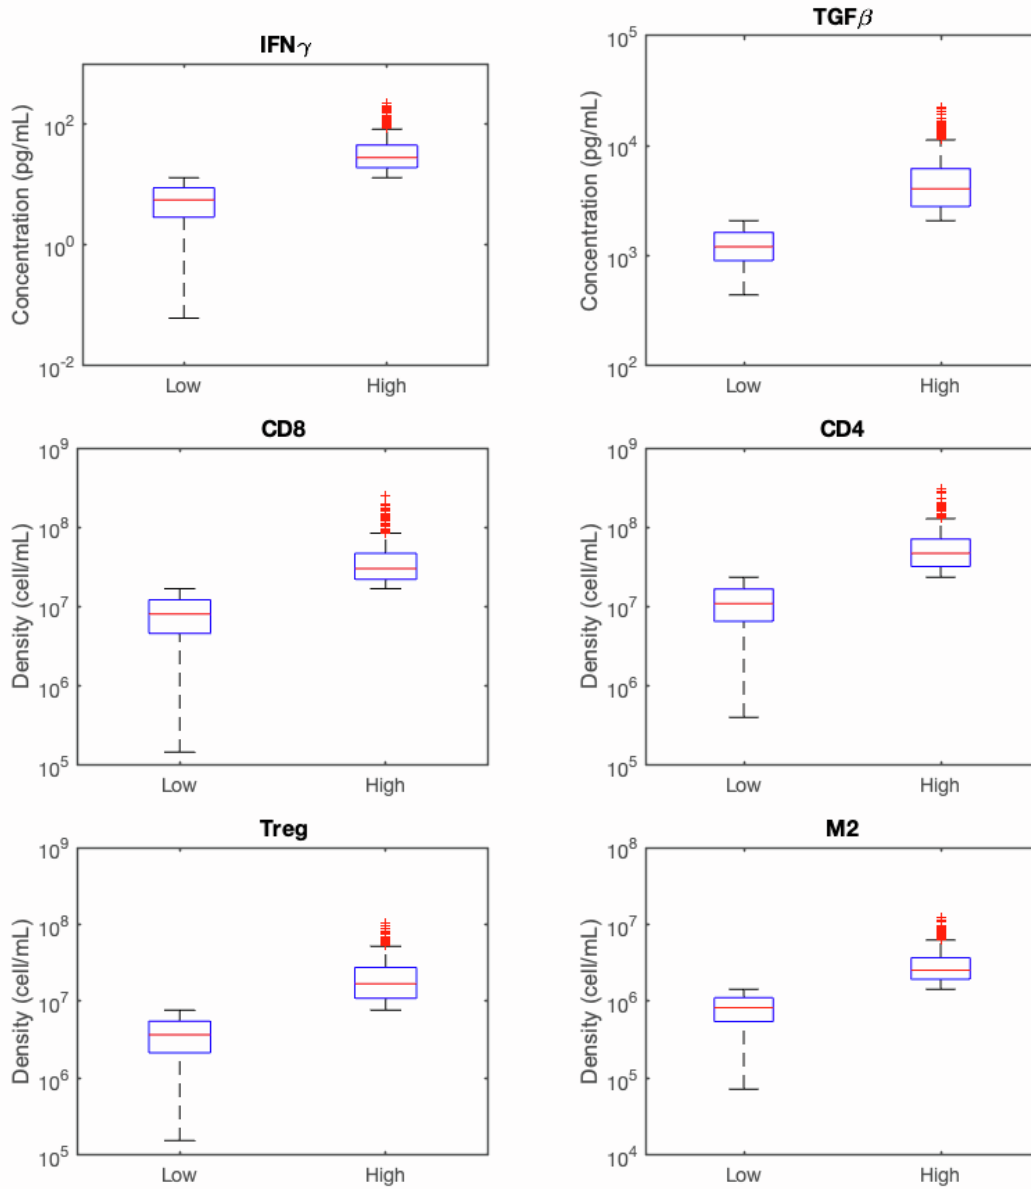 IFNγ
Concentration (pg/mL)
10^2
10^0
10^-2
Low
High
TGFβ
Concentration (pg/mL)
10^5
10^4
10^3
10^2
Low
High
CD8
Density (cell/mL)
10^9
10^8
10^7
10^6
10^5
Low
High
CD4
Density (cell/mL)
10^9
10^8
10^7
10^6
10^5
Low
High
Treg
Density (cell/mL)
10^9
10^8
10^7
10^6
10^5
Low
High
M2
Density (cell/mL)
10^8
10^7
10^6
10^5
10^4
Low
High